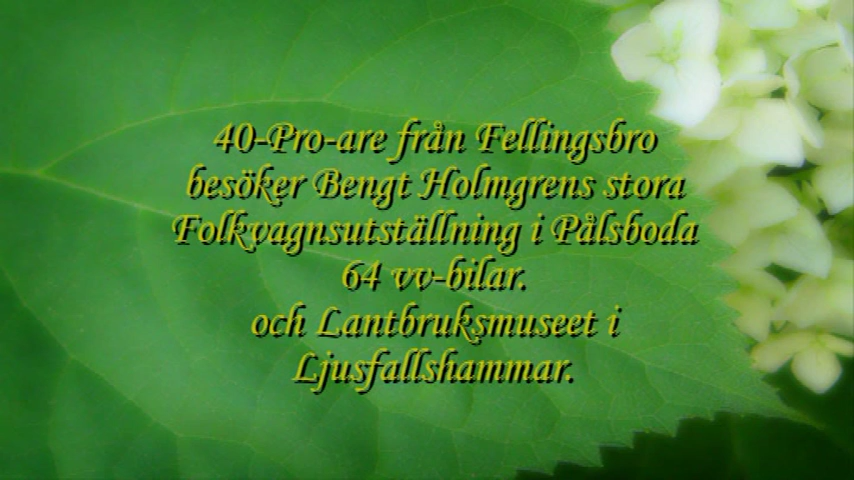 40-Pro-are från Fellingsbro
besöker Bengt Holmgrens stora
Folkvagnsutställning i Pålsboda
64 vv-bilar.
och Lantbruksmuseet i
Ljusfallshammar.